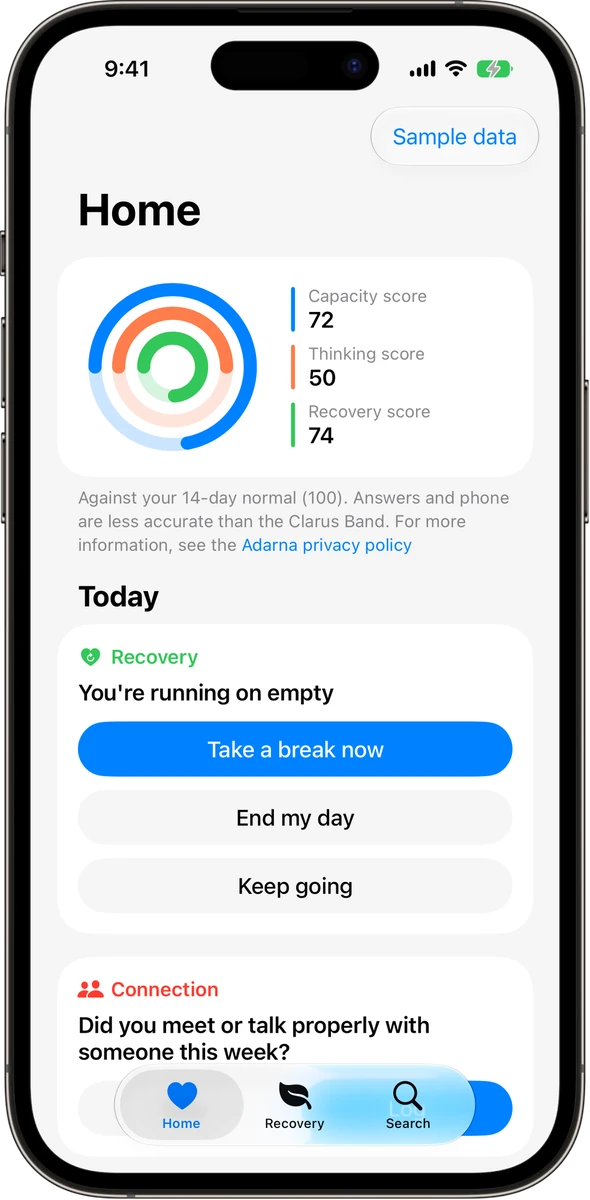 9:41
Sample data
Home
Capacity score
72
Thinking score
50
Recovery score
74
Against your 14-day normal (100). Answers and phone
are less accurate than the Clarus Band. For more
information, see the Adarna privacy policy
Today
Recovery
You're running on empty
Take a break now
End my day
Keep going
Connection
Did you meet or talk properly with
someone this week?
Home
Recovery
Search